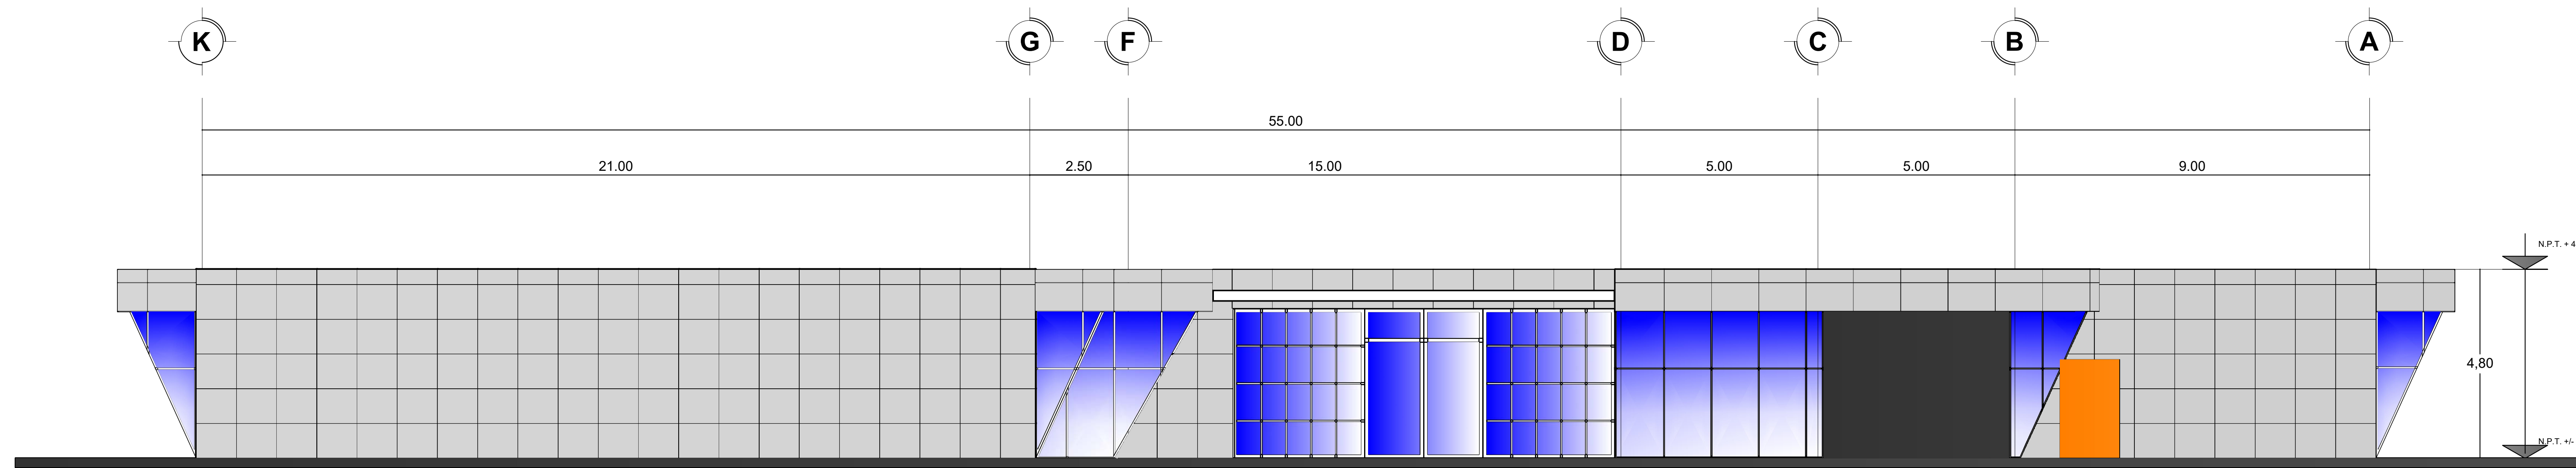 K G F D C B A
55.00
21.00 2.50 15.00 5.00 5.00 9.00
N.P.T. + 4
4,80
N.P.T. +/-